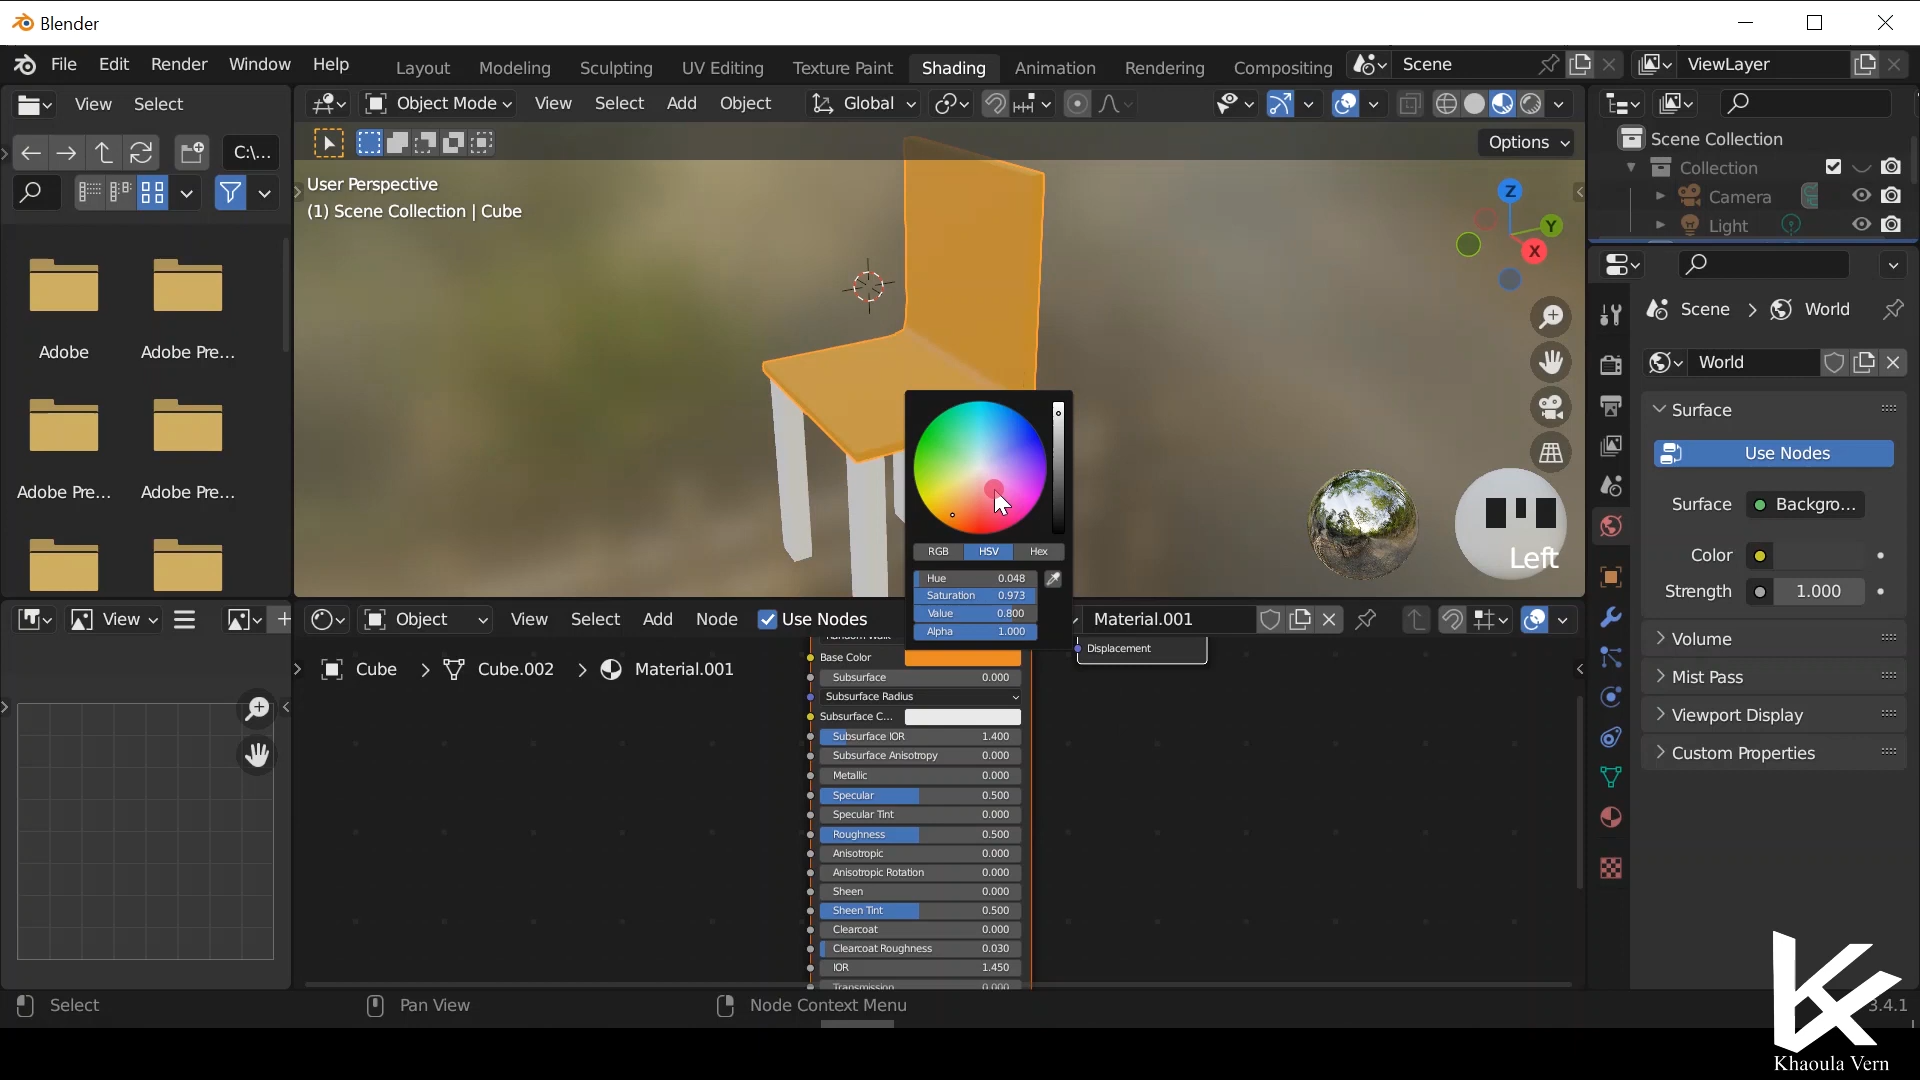 Blender
File Edit Render Window Help Layout Modeling Sculpting UV Editing Texture Paint Shading Animation Rendering Compositing Scene ViewLayer
View Select Object Mode View Select Add Object Global
C:\...
Options
User Perspective
(1) Scene Collection | Cube
Z
Y
X
Scene Collection
Collection
Camera
Light
Adobe
Adobe Pre...
Adobe Pre...
Adobe Pre...
Scene > World
World
Surface
Use Nodes
Surface Backgro...
Color
Strength 1.000
Volume
Mist Pass
Viewport Display
Custom Properties
RGB HSV Hex
Hue 0.048
Saturation 0.973
Value 0.800
Alpha 1.000
Left
View
Object View Select Add Node Use Nodes Material.001
Cube > Cube.002 > Material.001
Base Color
Subsurface 0.000
Subsurface Radius
Subsurface C...
Subsurface IOR 1.400
Subsurface Anisotropy 0.000
Metallic 0.000
Specular 0.500
Specular Tint 0.000
Roughness 0.500
Anisotropic 0.000
Anisotropic Rotation 0.000
Sheen 0.000
Sheen Tint 0.500
Clearcoat 0.000
Clearcoat Roughness 0.030
IOR 1.450
Transmission 0.000
Displacement
Select Pan View Node Context Menu 3.4.1
Khaoula Vern